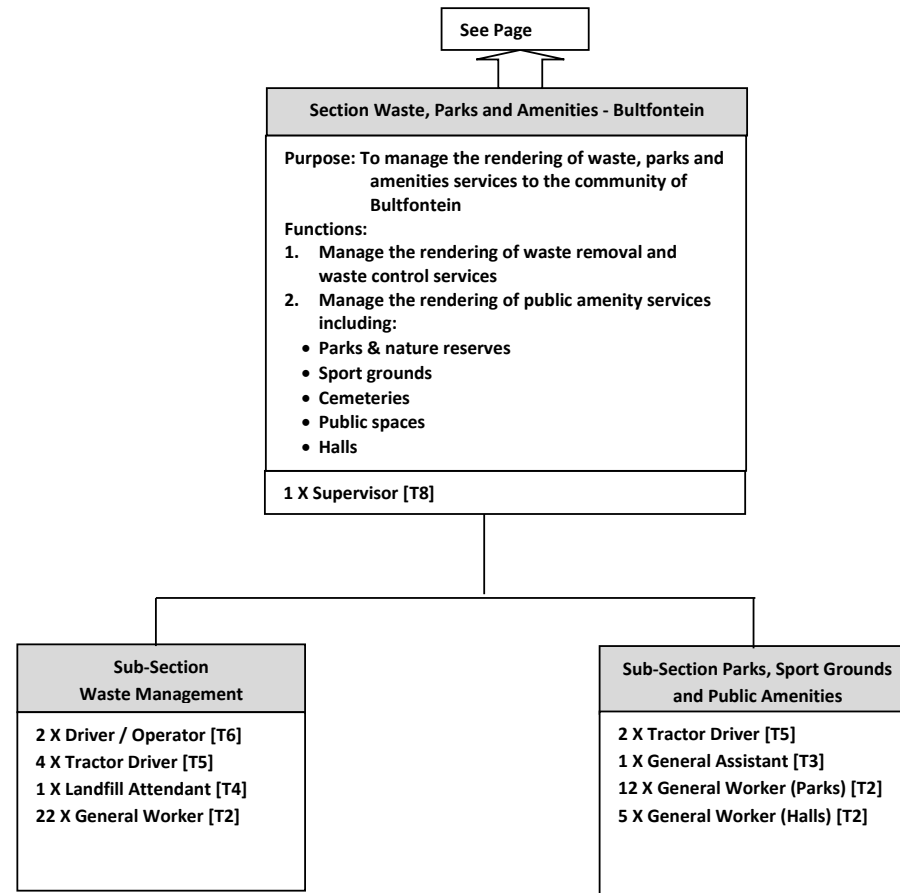 See Page
Section Waste, Parks and Amenities - Bultfontein
Purpose: To manage the rendering of waste, parks and
amenities services to the community of
Bultfontein
Functions:
1. Manage the rendering of waste removal and
waste control services
2. Manage the rendering of public amenity services
including:
• Parks & nature reserves
• Sport grounds
• Cemeteries
• Public spaces
• Halls
1 X Supervisor [T8]
Sub-Section
Waste Management
2 X Driver / Operator [T6]
4 X Tractor Driver [T5]
1 X Landfill Attendant [T4]
22 X General Worker [T2]
Sub-Section Parks, Sport Grounds
and Public Amenities
2 X Tractor Driver [T5]
1 X General Assistant [T3]
12 X General Worker (Parks) [T2]
5 X General Worker (Halls) [T2]